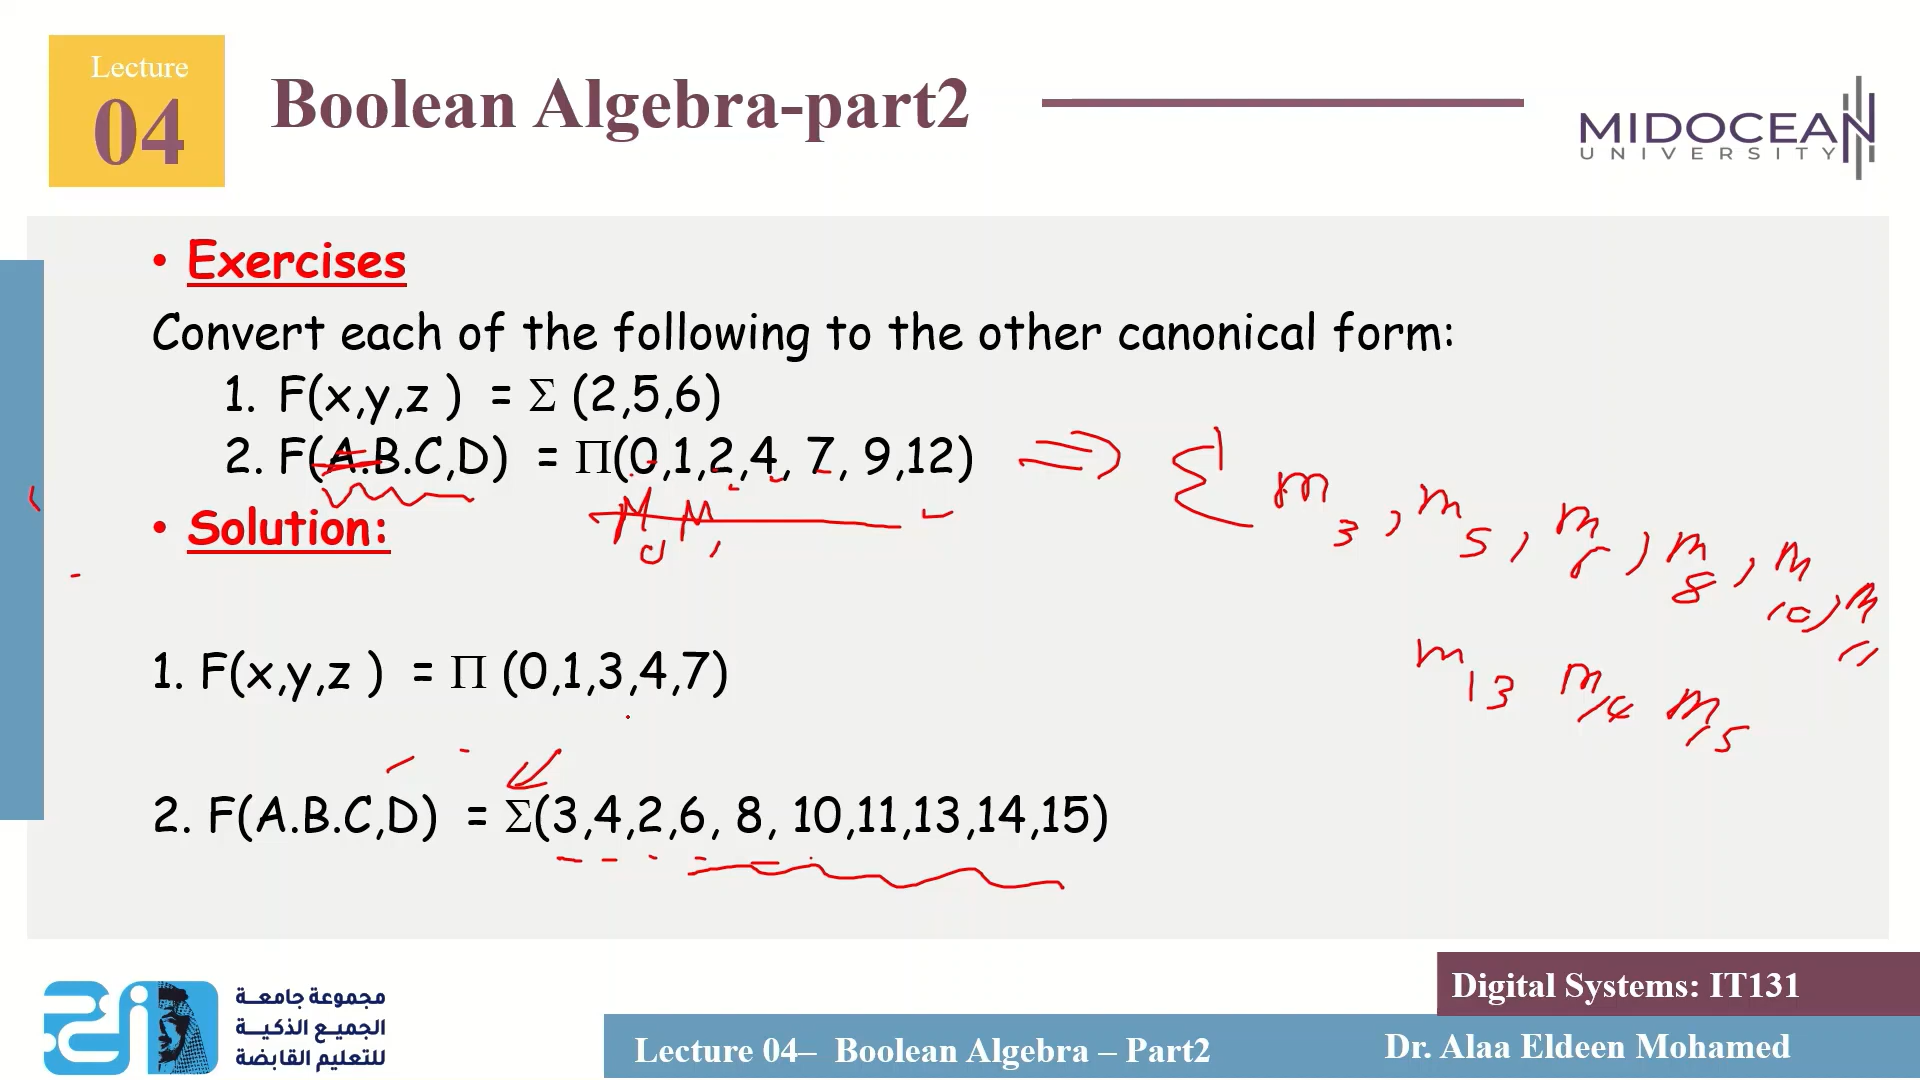 Lecture
04
Boolean Algebra-part2
MIDOCEAN
UNIVERSITY
• Exercises
Convert each of the following to the other canonical form:
1. F(x,y,z ) = Σ (2,5,6)
2. F(A.B.C,D) = Π(0,1,2,4, 7, 9,12) ⇒ Σ m3 , m5 , m6 , m8 , m10 , m11
M0 M1
• Solution:
m13 m14 m15
1. F(x,y,z ) = Π (0,1,3,4,7)
2. F(A.B.C,D) = Σ(3,4,2,6, 8, 10,11,13,14,15)
مجموعة جامعة
الجميع الذكية
للتعليم القابضة
Digital Systems: IT131
Lecture 04– Boolean Algebra – Part2
Dr. Alaa Eldeen Mohamed